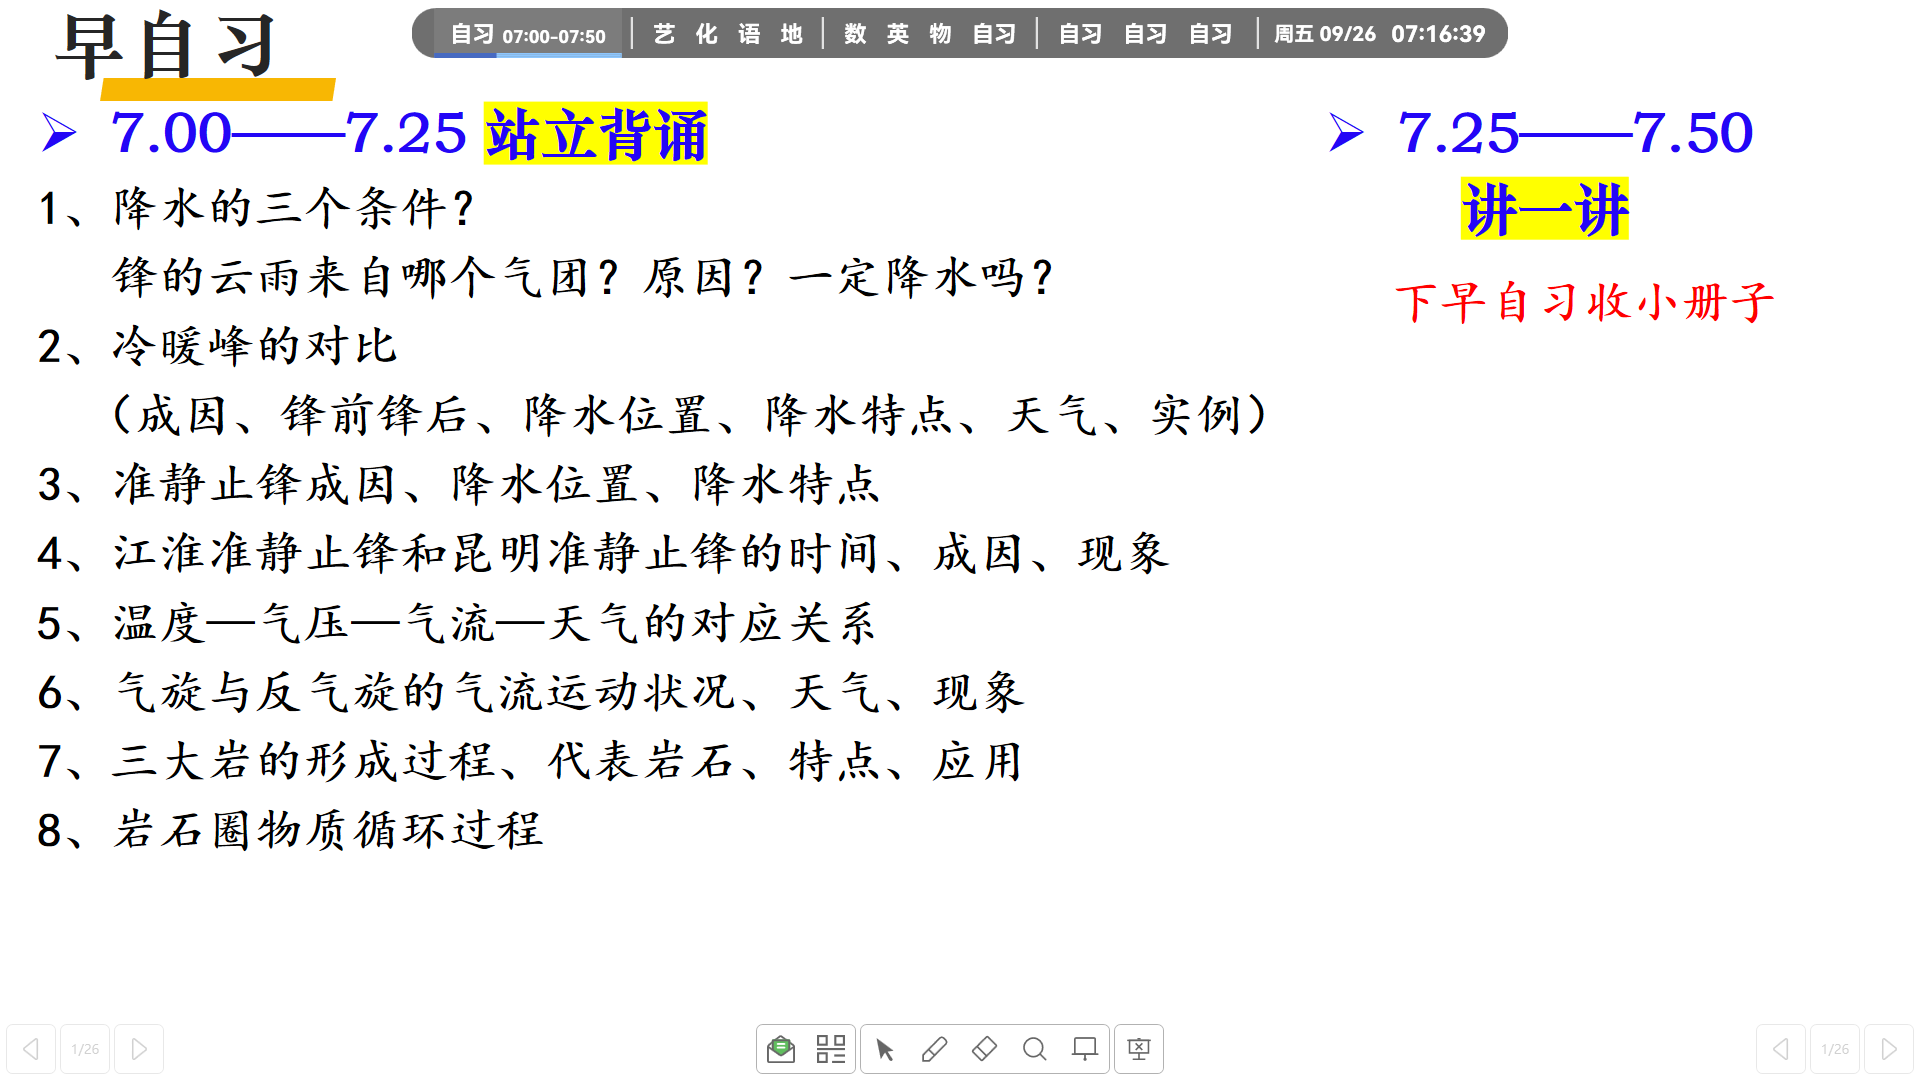 早自习
自习 07:00-07:50 艺 化 语 地 数 英 物 自习 自习 自习 自习 周五 09/26 07:16:39
7.00——7.25 站立背诵
1、降水的三个条件？
锋的云雨来自哪个气团？原因？一定降水吗？
2、冷暖峰的对比
（成因、锋前锋后、降水位置、降水特点、天气、实例）
3、准静止锋成因、降水位置、降水特点
4、江淮准静止锋和昆明准静止锋的时间、成因、现象
5、温度—气压—气流—天气的对应关系
6、气旋与反气旋的气流运动状况、天气、现象
7、三大岩的形成过程、代表岩石、特点、应用
8、岩石圈物质循环过程
7.25——7.50
讲一讲
下早自习收小册子
1/26
1/26